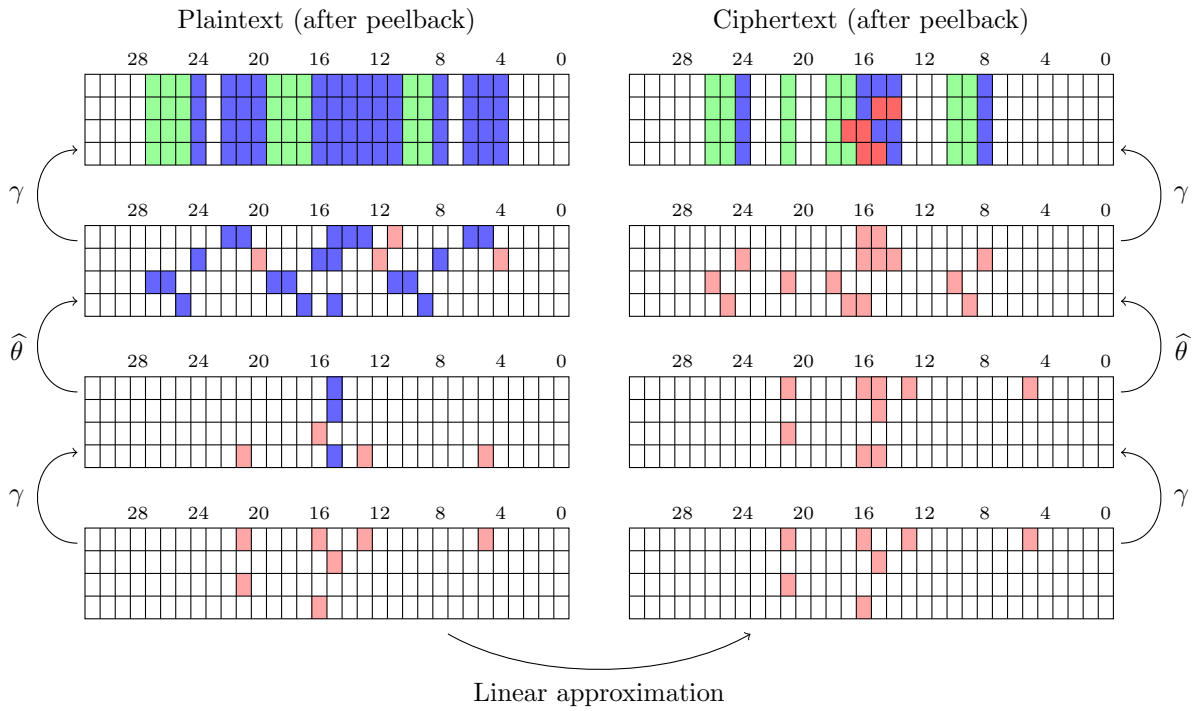 Plaintext (after peelback) Ciphertext (after peelback)
28 24 20 16 12 8 4 0 28 24 20 16 12 8 4 0
γ γ
28 24 20 16 12 8 4 0 28 24 20 16 12 8 4 0
θ̂ θ̂
28 24 20 16 12 8 4 0 28 24 20 16 12 8 4 0
γ γ
28 24 20 16 12 8 4 0 28 24 20 16 12 8 4 0
Linear approximation